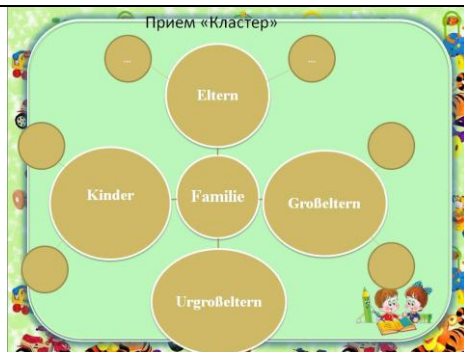 Прием «Кластер»
...
...
Eltern
Kinder
Familie
Großeltern
Urgroßeltern